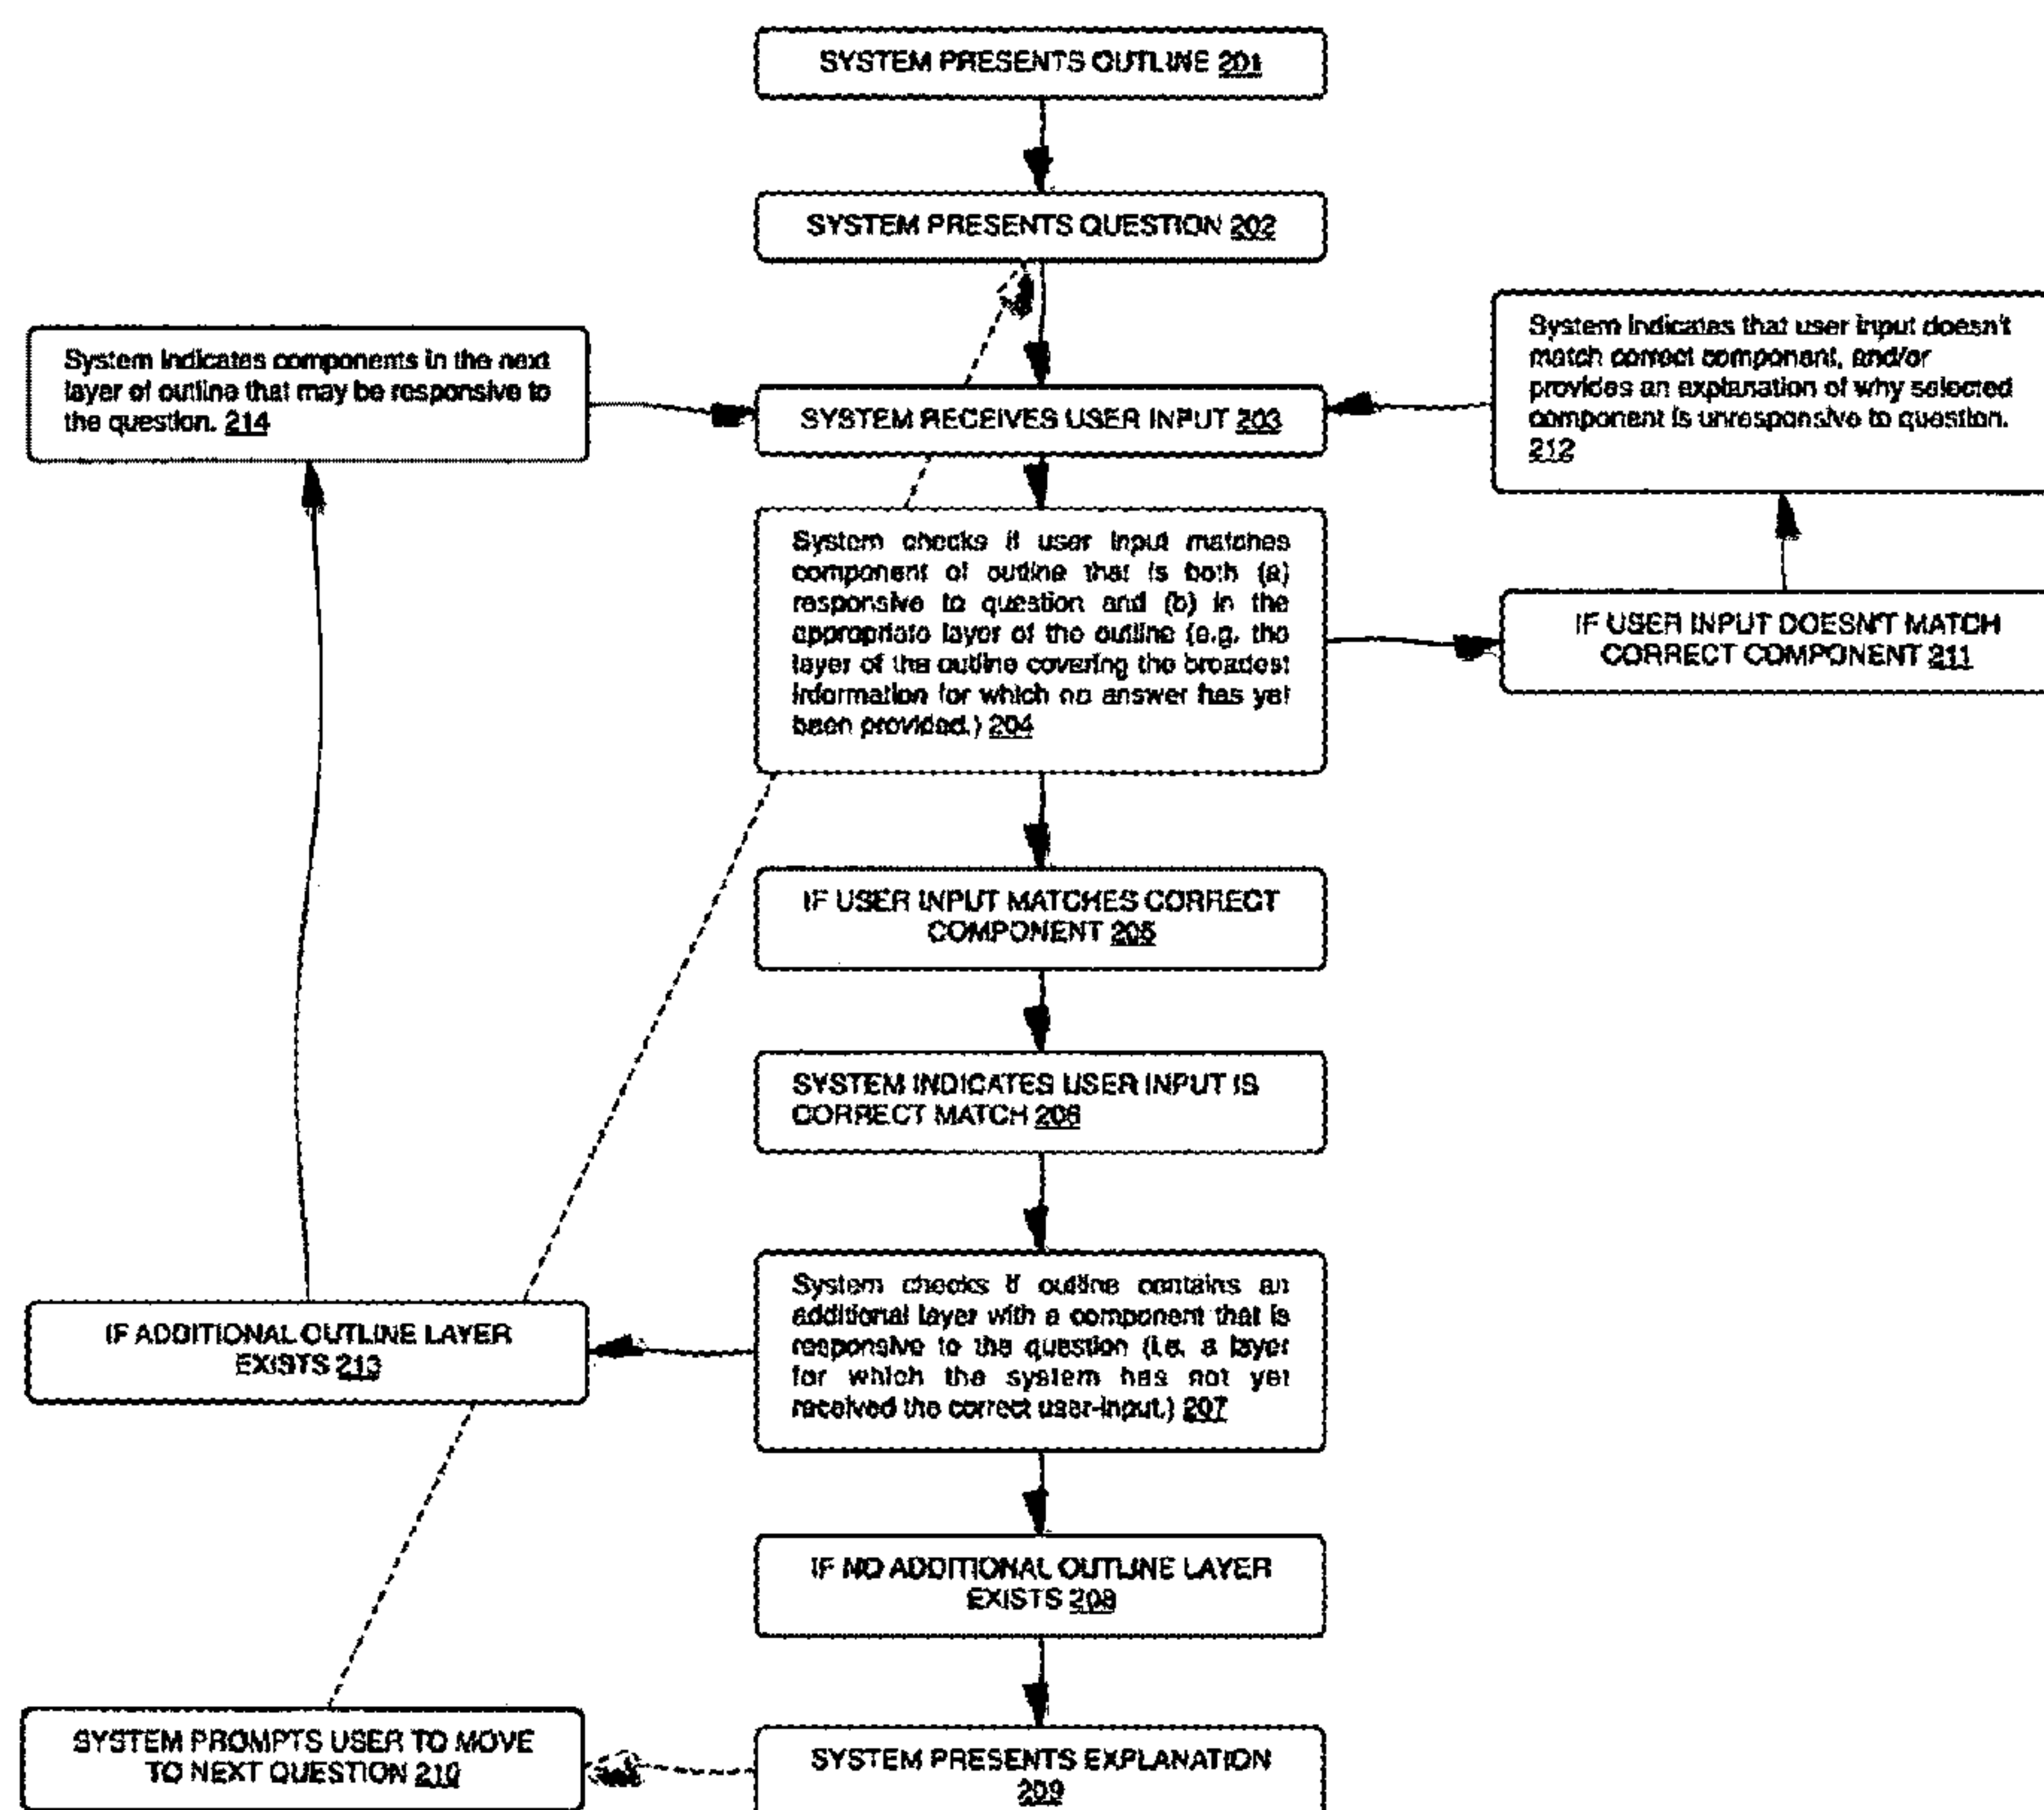 SYSTEM PRESENTS OUTLINE 201
SYSTEM PRESENTS QUESTION 202
System indicates components in the next
layer of outline that may be responsive to
the question. 214
SYSTEM RECEIVES USER INPUT 203
System indicates that user input doesn't
match correct component, and/or
provides an explanation of why selected
component is unresponsive to question.
212
System checks if user input matches
component of outline that is both (a)
responsive to question and (b) in the
appropriate layer of the outline (e.g. the
layer of the outline covering the broadest
information for which no answer has yet
been provided.) 204
IF USER INPUT DOESN'T MATCH
CORRECT COMPONENT 211
IF USER INPUT MATCHES CORRECT
COMPONENT 205
SYSTEM INDICATES USER INPUT IS
CORRECT MATCH 206
System checks if outline contains an
additional layer with a component that is
responsive to the question (i.e. a layer
for which the system has not yet
received the correct user-input.) 207
IF ADDITIONAL OUTLINE LAYER
EXISTS 213
IF NO ADDITIONAL OUTLINE LAYER
EXISTS 208
SYSTEM PROMPTS USER TO MOVE
TO NEXT QUESTION 210
SYSTEM PRESENTS EXPLANATION
209